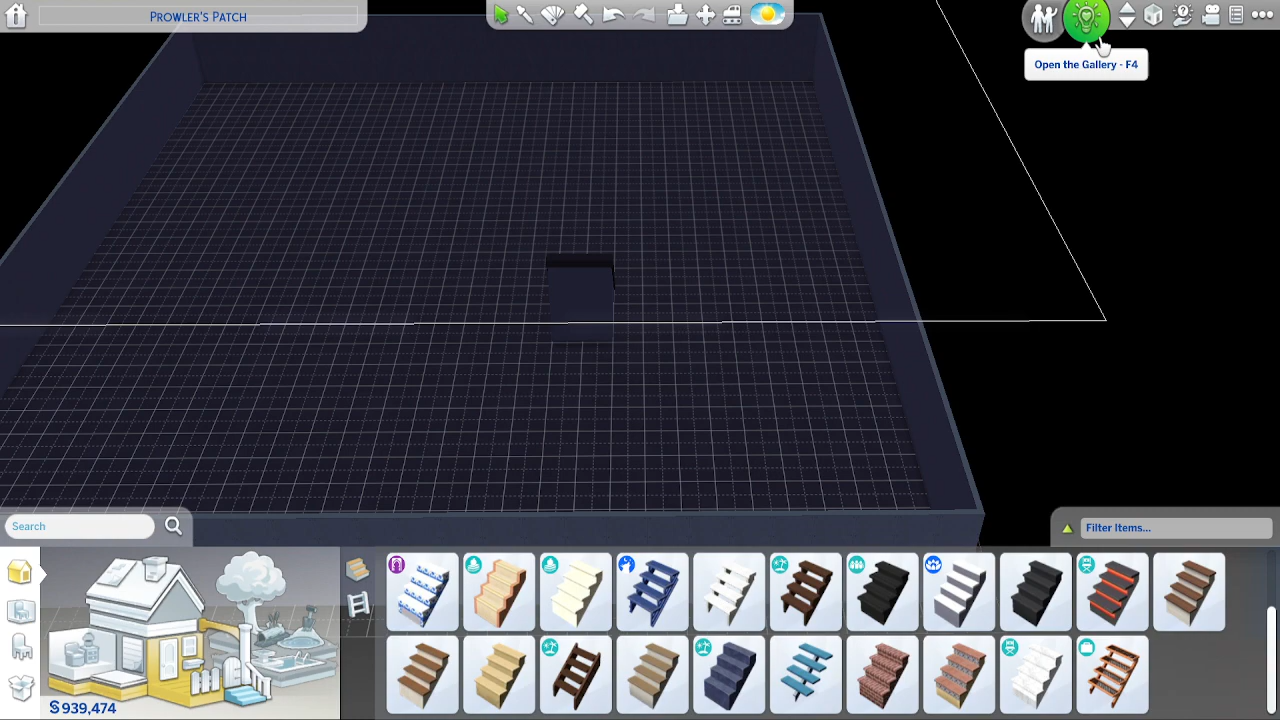 Prowler's Patch
Open the Gallery - F4
Search
Filter Items...
§939,474